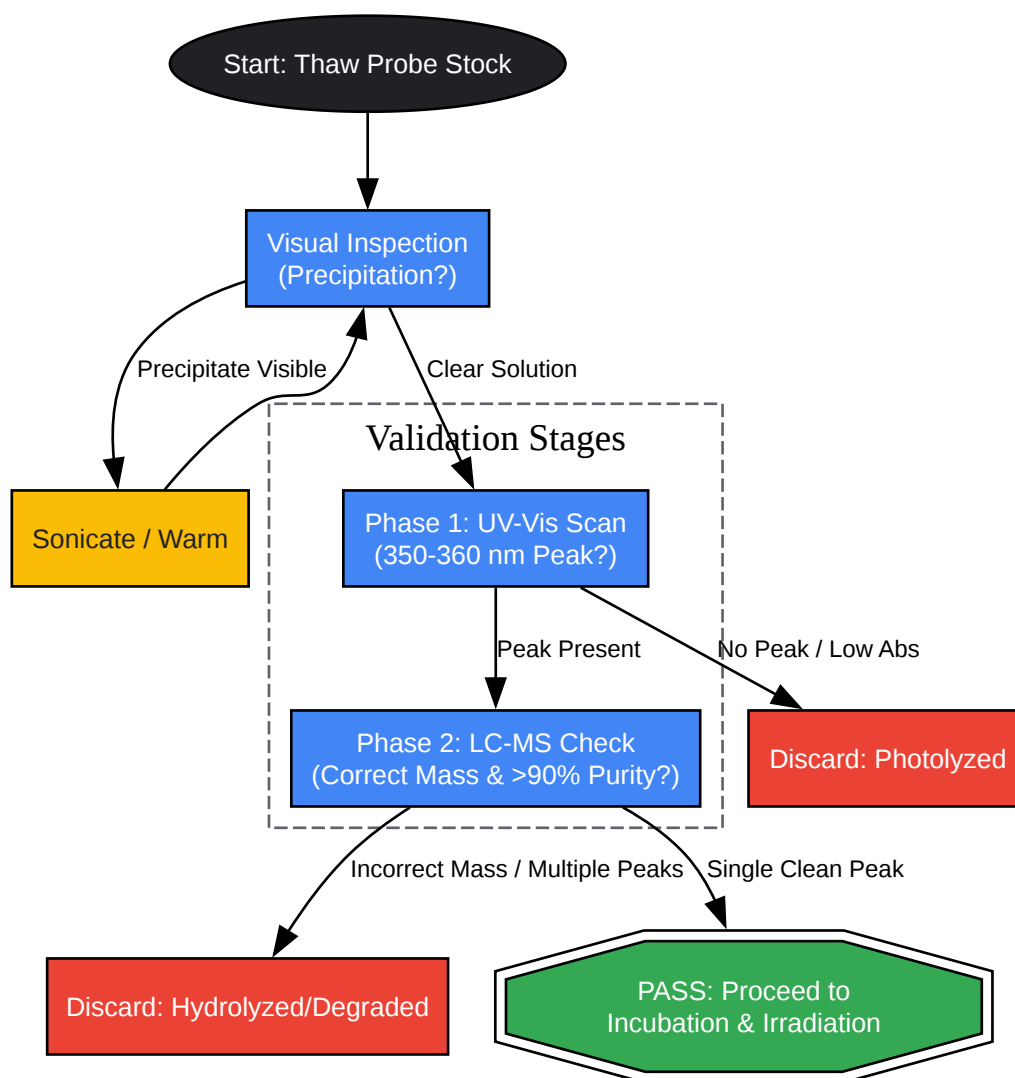 Start: Thaw Probe Stock
Visual Inspection
(Precipitation?)
Precipitate Visible
Clear Solution
Validation Stages
Sonicate / Warm
Phase 1: UV-Vis Scan
(350-360 nm Peak?)
Peak Present
No Peak / Low Abs
Phase 2: LC-MS Check
(Correct Mass & >90% Purity?)
Discard: Photolyzed
Incorrect Mass / Multiple Peaks
Single Clean Peak
Discard: Hydrolyzed/Degraded
PASS: Proceed to
Incubation & Irradiation